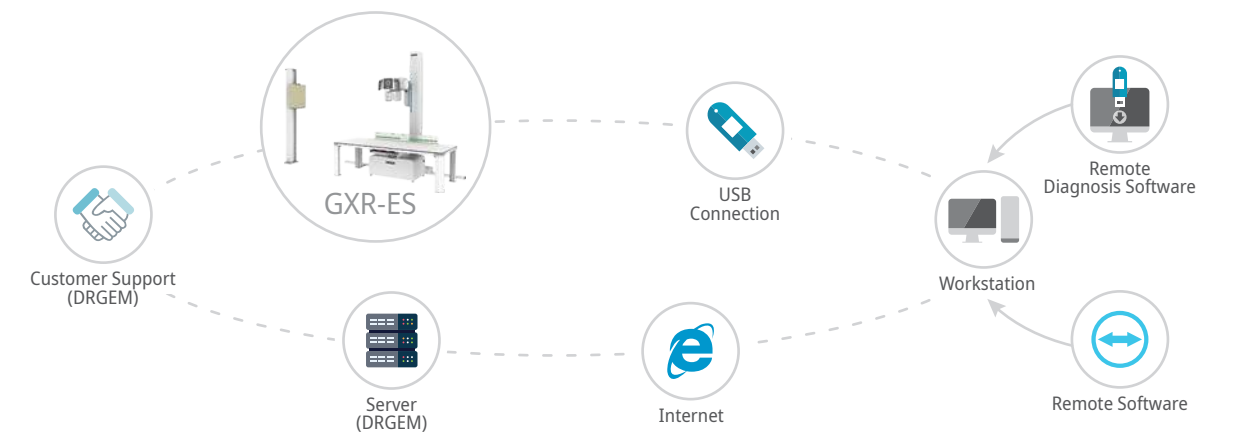 GXR-ES
USB
Connection
Remote
Diagnosis Software
Workstation
Customer Support
(DRGEM)
Server
(DRGEM)
Internet
Remote Software